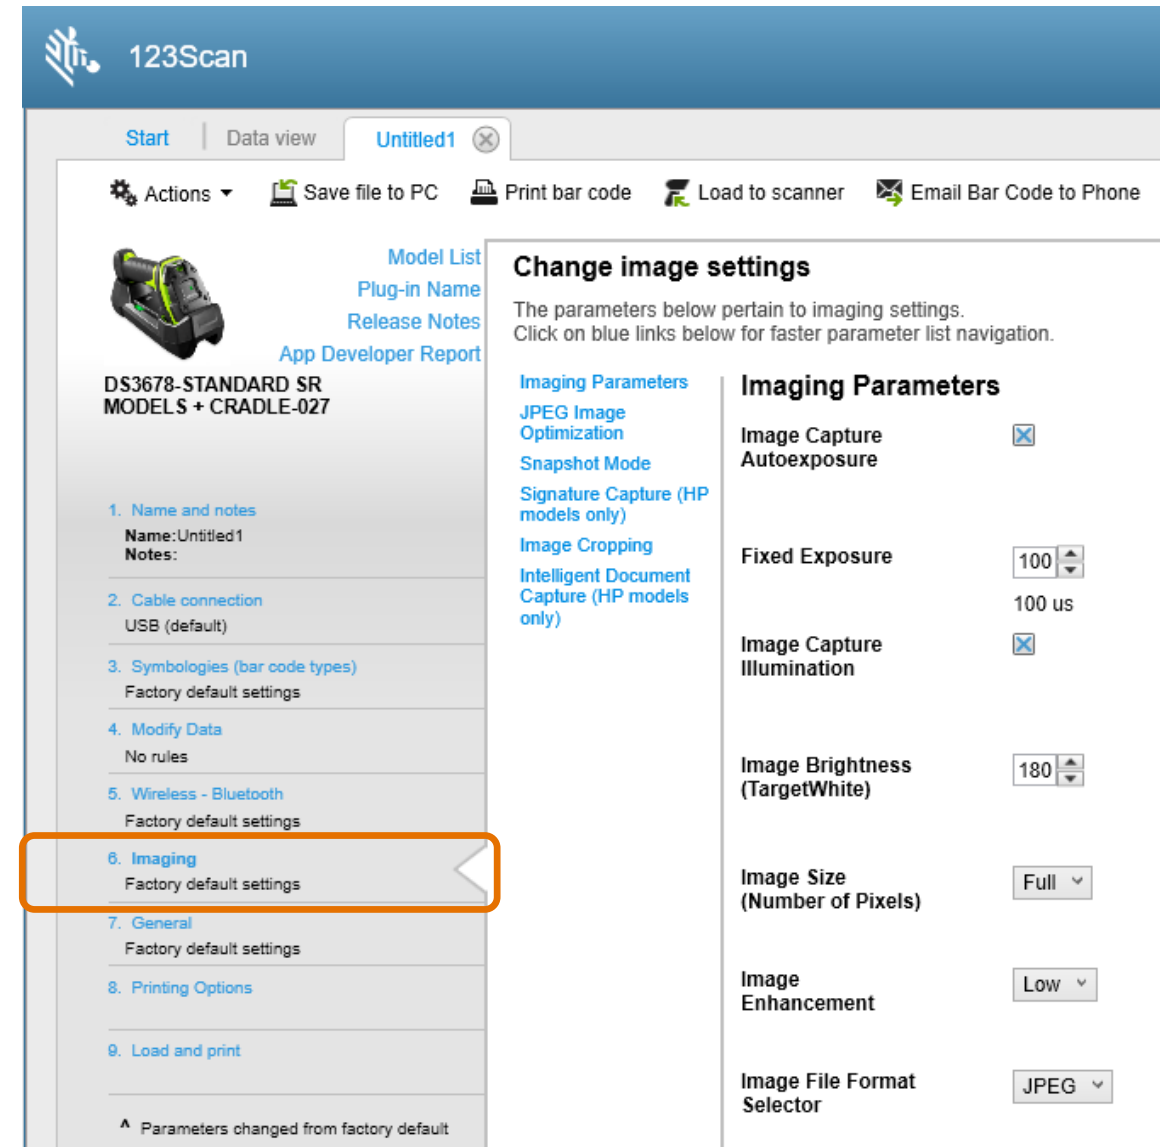 123Scan
Start
Data view
Untitled1
Actions
Save file to PC
Print bar code
Load to scanner
Email Bar Code to Phone
Model List
Plug-in Name
Release Notes
App Developer Report
DS3678-STANDARD SR
MODELS + CRADLE-027
1. Name and notes
Name:Untitled1
Notes:
2. Cable connection
USB (default)
3. Symbologies (bar code types)
Factory default settings
4. Modify Data
No rules
5. Wireless - Bluetooth
Factory default settings
6. Imaging
Factory default settings
7. General
Factory default settings
8. Printing Options
9. Load and print
^ Parameters changed from factory default
Change image settings
The parameters below pertain to imaging settings.
Click on blue links below for faster parameter list navigation.
Imaging Parameters
JPEG Image
Optimization
Snapshot Mode
Signature Capture (HP
models only)
Image Cropping
Intelligent Document
Capture (HP models
only)
Imaging Parameters
Image Capture
Autoexposure
Fixed Exposure
100
100 us
Image Capture
Illumination
Image Brightness
(TargetWhite)
180
Image Size
(Number of Pixels)
Full
Image
Enhancement
Low
Image File Format
Selector
JPEG